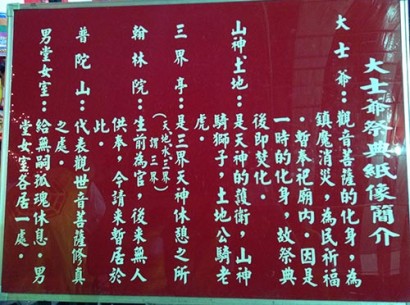 大士爺祭典紙像簡介
大士爺：觀音菩薩的化身，為
鎮魔消災，為民祈福
，暫奉祀廟內。因是
一時的化身，故祭典
後即焚化。
山神土地：是天神的護衛，山神
騎獅子，土地公騎老
虎。
三界亭：是三界天神休憩之所
（天、地、水三界
謂三界）
翰林院：生前為官，後來無人
供奉，今請來暫居於
此。
普陀山：代表觀世音菩薩修真
之處。
男堂女室：給無嗣孤魂休息。男
堂女室各居一處。